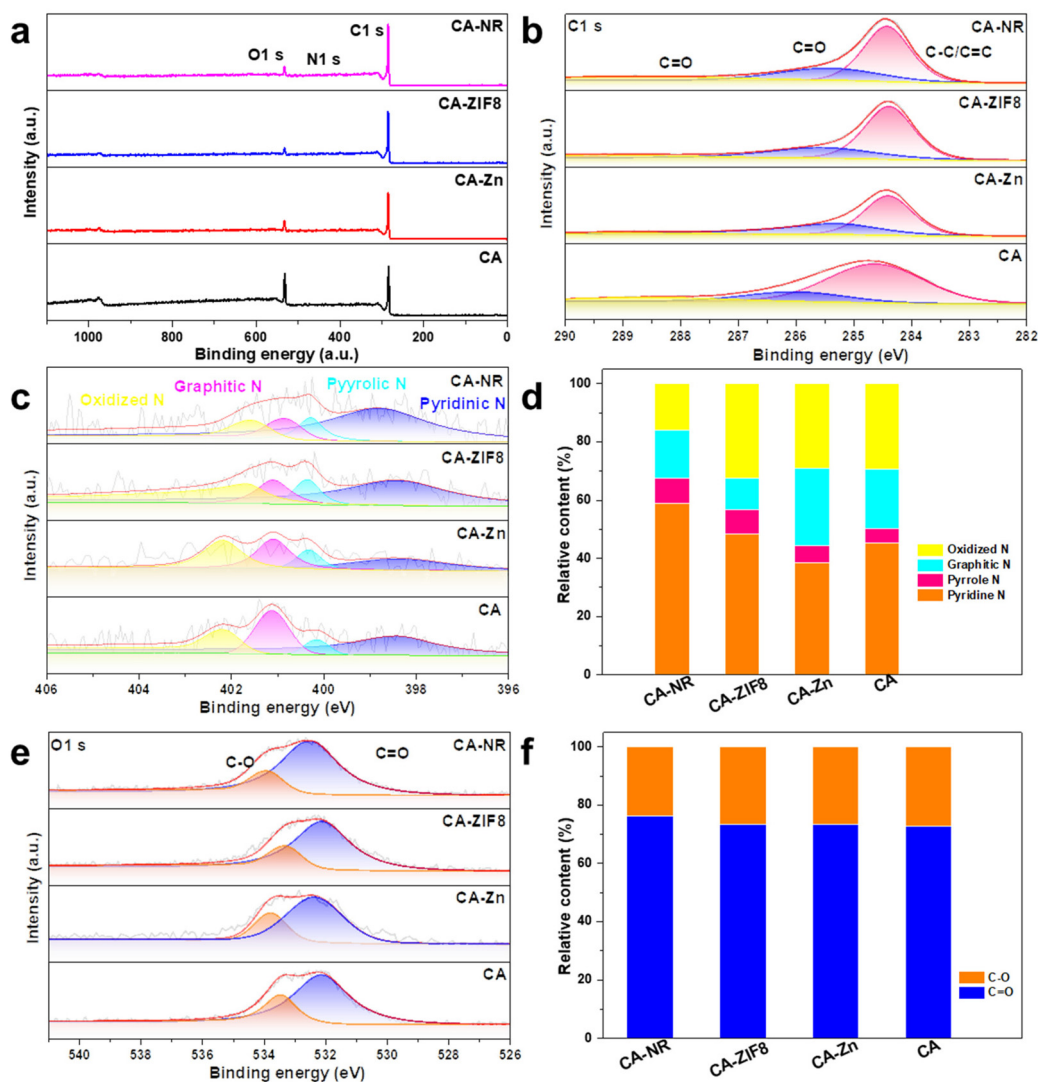 a
C1 s
CA-NR
O1 s
N1 s
CA-ZIF8
CA-Zn
CA
Intensity (a.u.)
1000
800
600
400
200
0
Binding energy (a.u.)
b
C1 s
CA-NR
C=O
C=O
C-C/C=C
CA-ZIF8
CA-Zn
CA
Intensity (a.u.)
290
289
288
287
286
285
284
283
282
Binding energy (eV)
c
Oxidized N
Graphitic N
Pyyrolic N
CA-NR
Pyridinic N
CA-ZIF8
CA-Zn
CA
Intensity (a.u.)
406
404
402
400
398
396
Binding energy (eV)
d
100
80
60
40
20
0
Relative content (%)
Oxidized N
Graphitic N
Pyrrole N
Pyridine N
CA-NR
CA-ZIF8
CA-Zn
CA
e
O1 s
C-O
C=O
CA-NR
CA-ZIF8
CA-Zn
CA
Intensity (a.u.)
540
538
536
534
532
530
528
526
Binding energy (eV)
f
100
80
60
40
20
0
Relative content (%)
C-O
C=O
CA-NR
CA-ZIF8
CA-Zn
CA